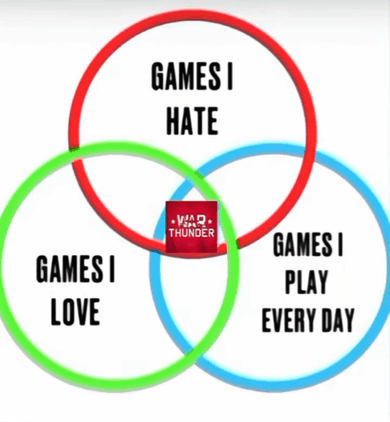 GAMES I
HATE
WAR
THUNDER
GAMES I
LOVE
GAMES I
PLAY
EVERY DAY